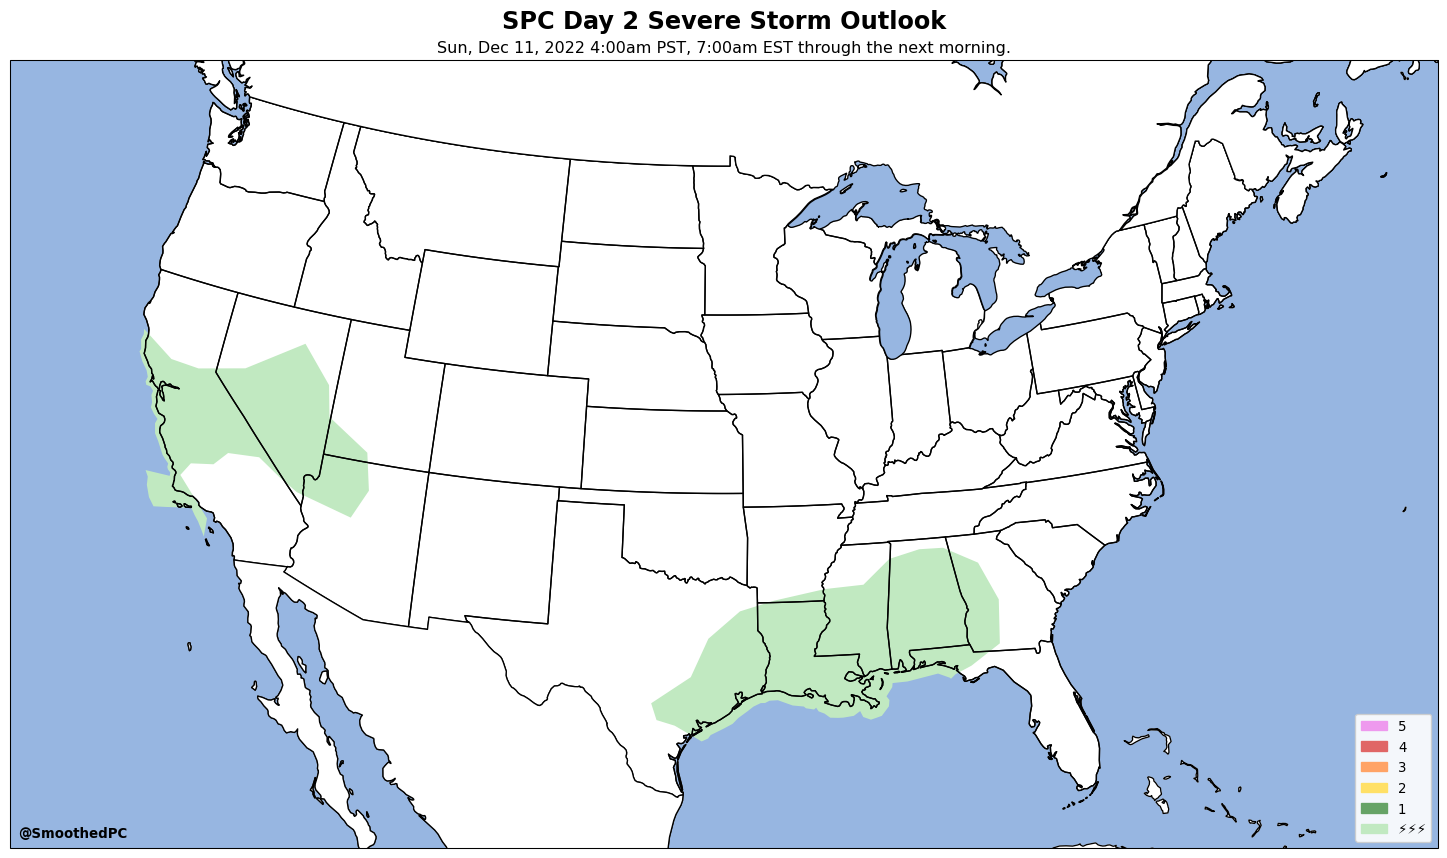 SPC Day 2 Severe Storm Outlook
Sun, Dec 11, 2022 4:00am PST, 7:00am EST through the next morning.
5
4
3
2
1
⚡⚡⚡
@SmoothedPC